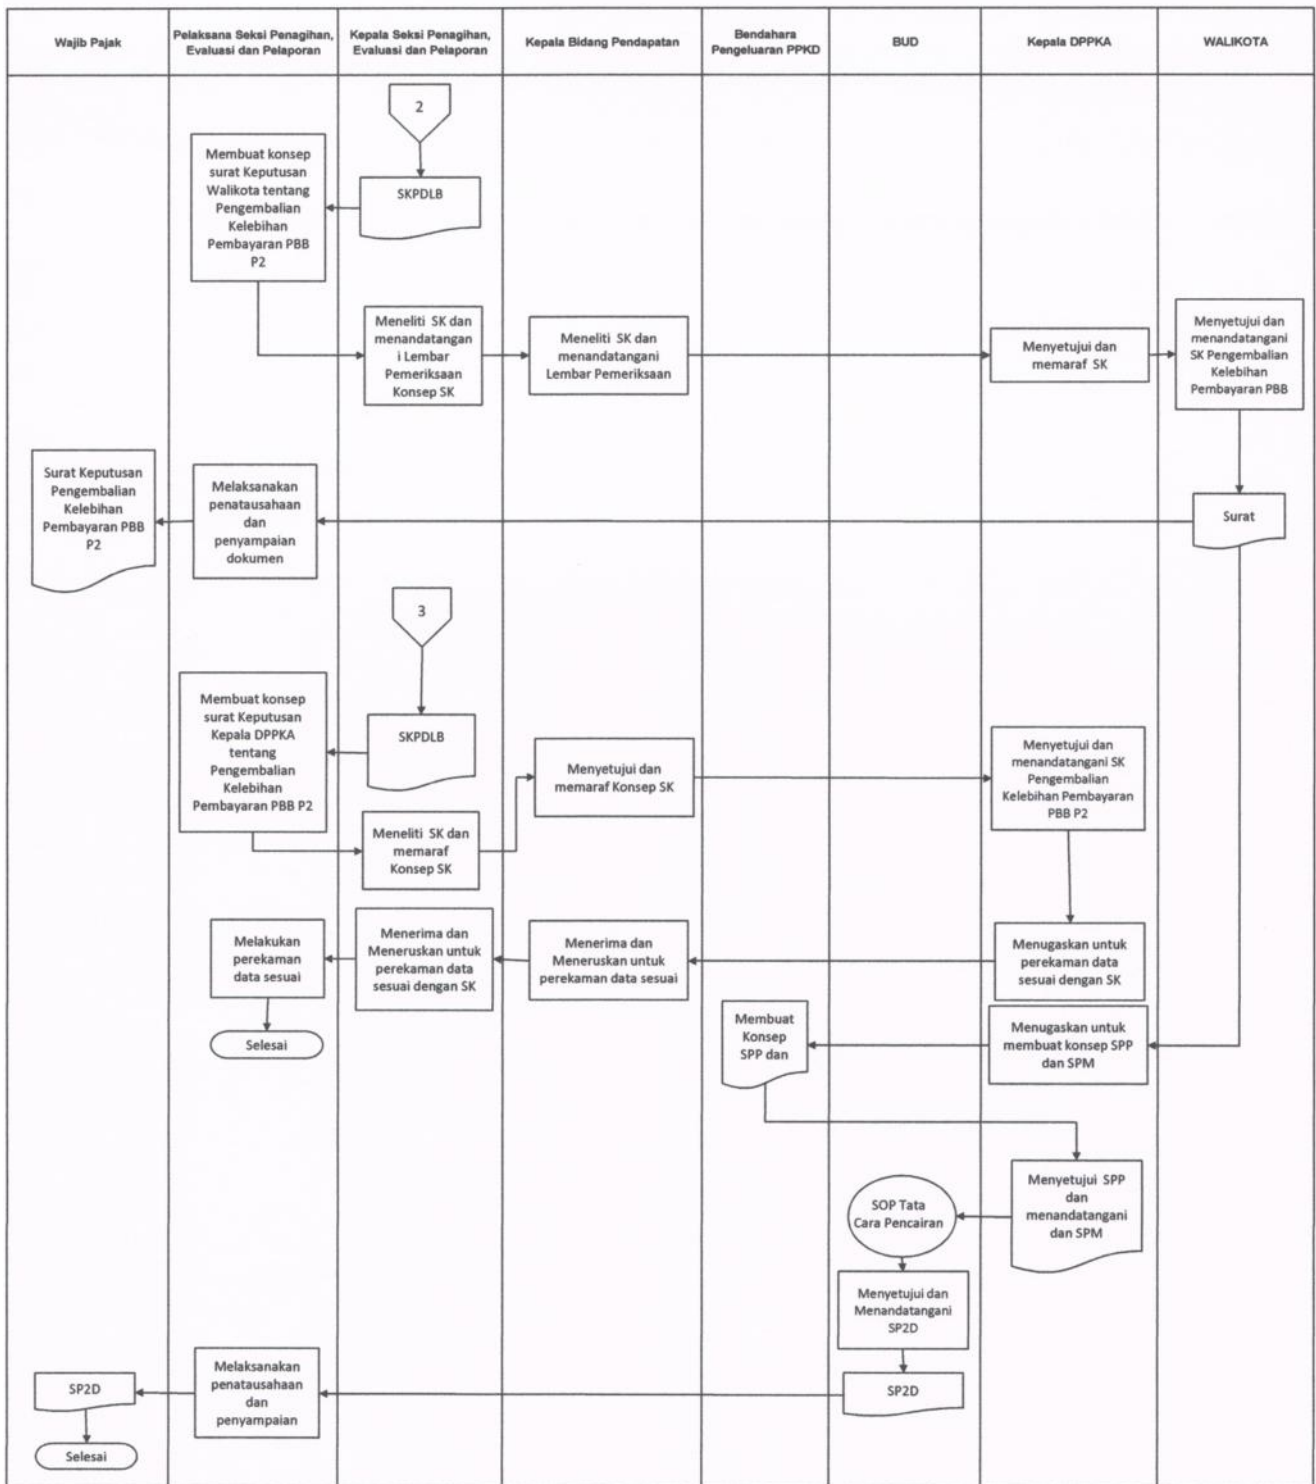 Wajib Pajak
Pelaksana Seksi Penagihan,
Evaluasi dan Pelaporan
Kepala Seksi Penagihan,
Evaluasi dan Pelaporan
Kepala Bidang Pendapatan
Bendahara
Pengeluaran PPKD
BUD
Kepala DPPKA
WALIKOTA
2
SKPDLB
Membuat konsep
surat Keputusan
Walikota tentang
Pengembalian
Kelebihan
Pembayaran PBB
P2
Meneliti SK dan
menandatangan
i Lembar
Pemeriksaan
Konsep SK
Meneliti SK dan
menandatangani
Lembar Pemeriksaan
Menyetujui dan
memaraf SK
Menyetujui dan
menandatangani
SK Pengembalian
Kelebihan
Pembayaran PBB
Surat
Melaksanakan
penatausahaan
dan
penyampaian
dokumen
Surat Keputusan
Pengembalian
Kelebihan
Pembayaran PBB
P2
3
SKPDLB
Membuat konsep
surat Keputusan
Kepala DPPKA
tentang
Pengembalian
Kelebihan
Pembayaran PBB P2
Meneliti SK dan
memaraf
Konsep SK
Menyetujui dan
memaraf Konsep SK
Menyetujui dan
menandatangani SK
Pengembalian
Kelebihan Pembayaran
PBB P2
Menugaskan untuk
perekaman data
sesuai dengan SK
Menerima dan
Meneruskan untuk
perekaman data sesuai
Menerima dan
Meneruskan untuk
perekaman data
sesuai dengan SK
Melakukan
perekaman
data sesuai
Selesai
Menugaskan untuk
membuat konsep SPP
dan SPM
Membuat
Konsep
SPP dan
Menyetujui SPP
dan
menandatangani
dan SPM
SOP Tata
Cara Pencairan
Menyetujui dan
Menandatangani
SP2D
SP2D
Melaksanakan
penatausahaan
dan
penyampaian
SP2D
Selesai